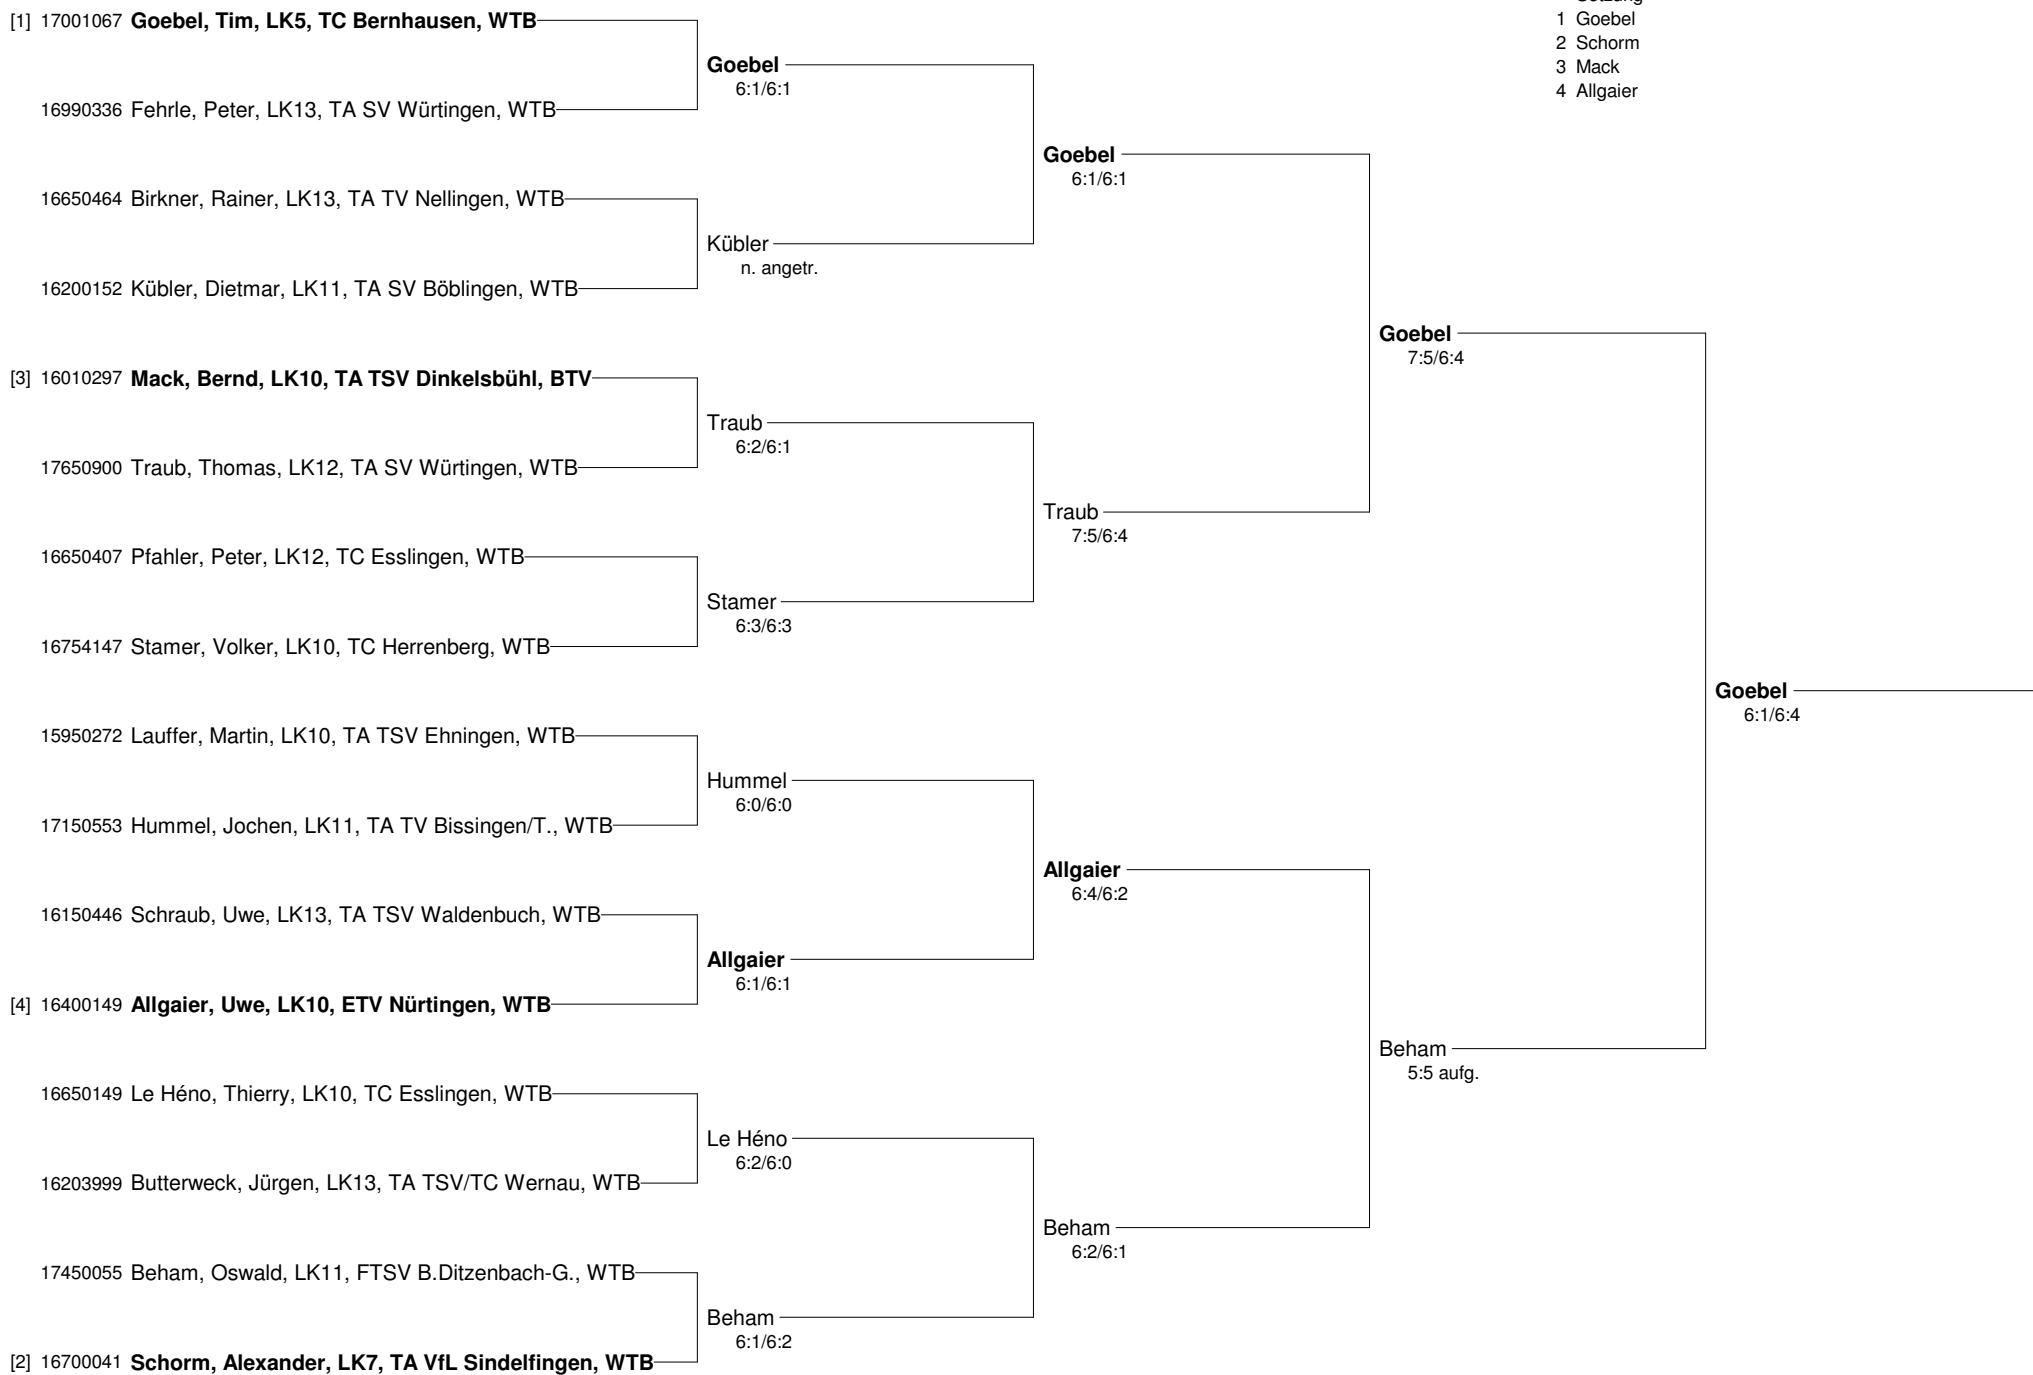 Setzung
1 Goebel
2 Schorm
3 Mack
4 Allgaier
[1] 17001067 Goebel, Tim, LK5, TC Bernhausen, WTB
Goebel
6:1/6:1
16990336 Fehrle, Peter, LK13, TA SV Würtingen, WTB
Goebel
6:1/6:1
16650464 Birkner, Rainer, LK13, TA TV Nellingen, WTB
Kübler
n. angetr.
16200152 Kübler, Dietmar, LK11, TA SV Böblingen, WTB
Goebel
7:5/6:4
[3] 16010297 Mack, Bernd, LK10, TA TSV Dinkelsbühl, BTV
Traub
6:2/6:1
17650900 Traub, Thomas, LK12, TA SV Würtingen, WTB
Traub
7:5/6:4
16650407 Pfahler, Peter, LK12, TC Esslingen, WTB
Stamer
6:3/6:3
16754147 Stamer, Volker, LK10, TC Herrenberg, WTB
Goebel
6:1/6:4
15950272 Lauffer, Martin, LK10, TA TSV Ehningen, WTB
Hummel
6:0/6:0
17150553 Hummel, Jochen, LK11, TA TV Bissingen/T., WTB
Allgaier
6:4/6:2
16150446 Schraub, Uwe, LK13, TA TSV Waldenbuch, WTB
Allgaier
6:1/6:1
[4] 16400149 Allgaier, Uwe, LK10, ETV Nürtingen, WTB
Beham
5:5 aufg.
16650149 Le Héno, Thierry, LK10, TC Esslingen, WTB
Le Héno
6:2/6:0
16203999 Butterweck, Jürgen, LK13, TA TSV/TC Wernau, WTB
Beham
6:2/6:1
17450055 Beham, Oswald, LK11, FTSV B.Ditzenbach-G., WTB
Beham
6:1/6:2
[2] 16700041 Schorm, Alexander, LK7, TA VfL Sindelfingen, WTB